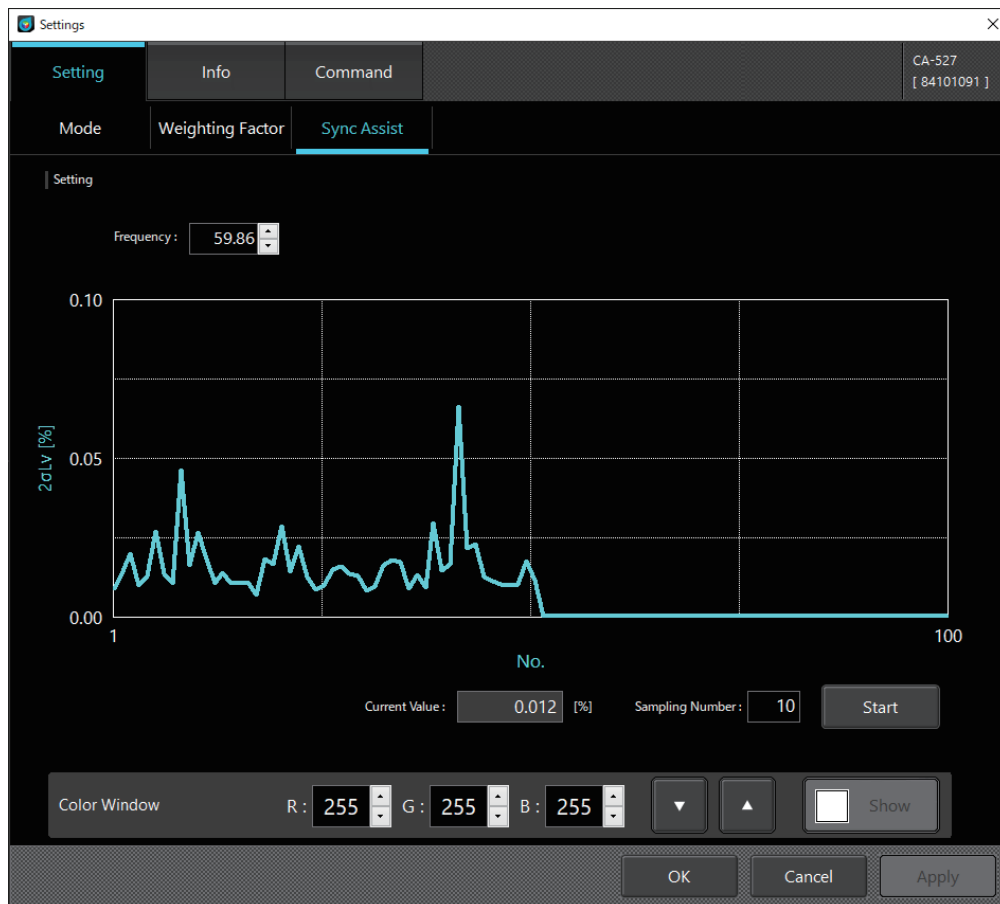 Settings
Setting Info Command
CA-527
[ 84101091 ]
Mode Weighting Factor Sync Assist
Setting
Frequency : 59.86
0.10
0.05
0.00
2σLv [%]
1 100
No.
Current Value : 0.012 [%] Sampling Number : 10 Start
Color Window R : 255 G : 255 B : 255 Show
OK Cancel Apply